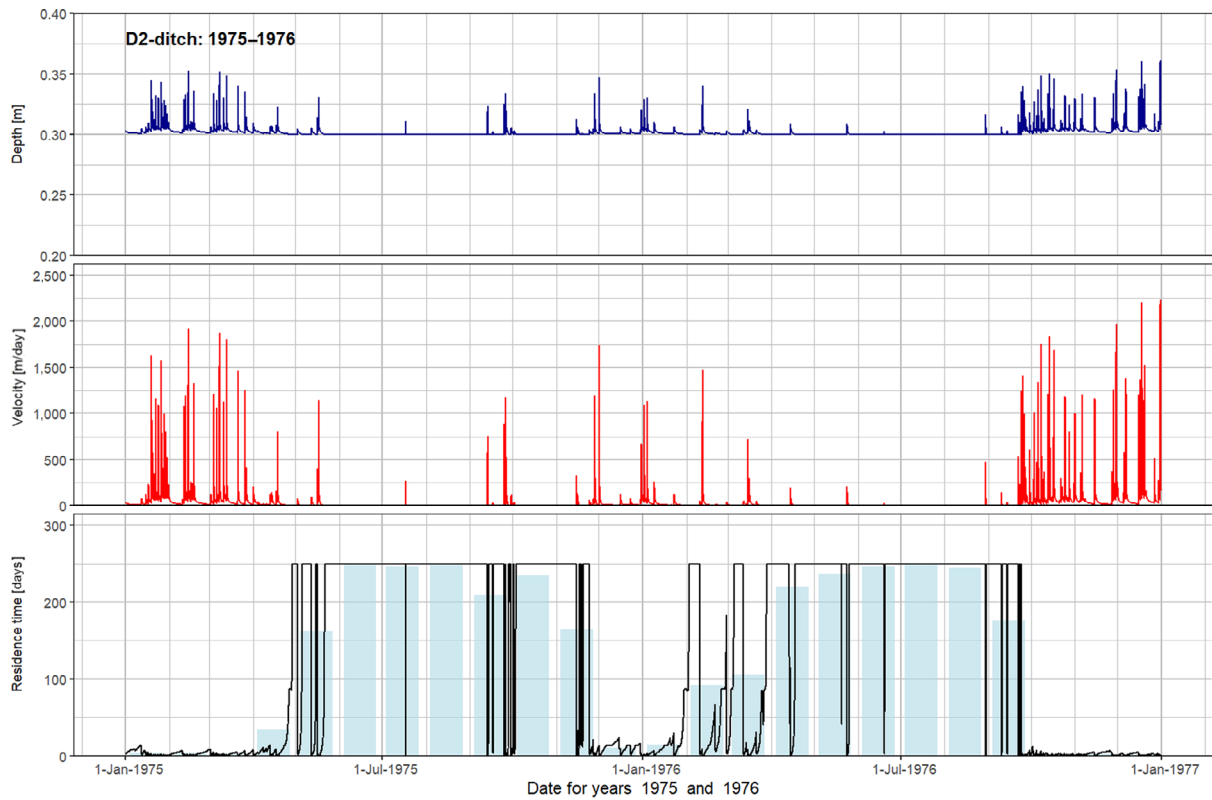 D2-ditch: 1975–1976
0.40
0.35
0.30
0.25
0.20
Depth [m]
2,500
2,000
1,500
1,000
500
0
Velocity [m/day]
300
200
100
0
Residence time [days]
1-Jan-1975 1-Jul-1975 1-Jan-1976 1-Jul-1976 1-Jan-1977
Date for years 1975 and 1976